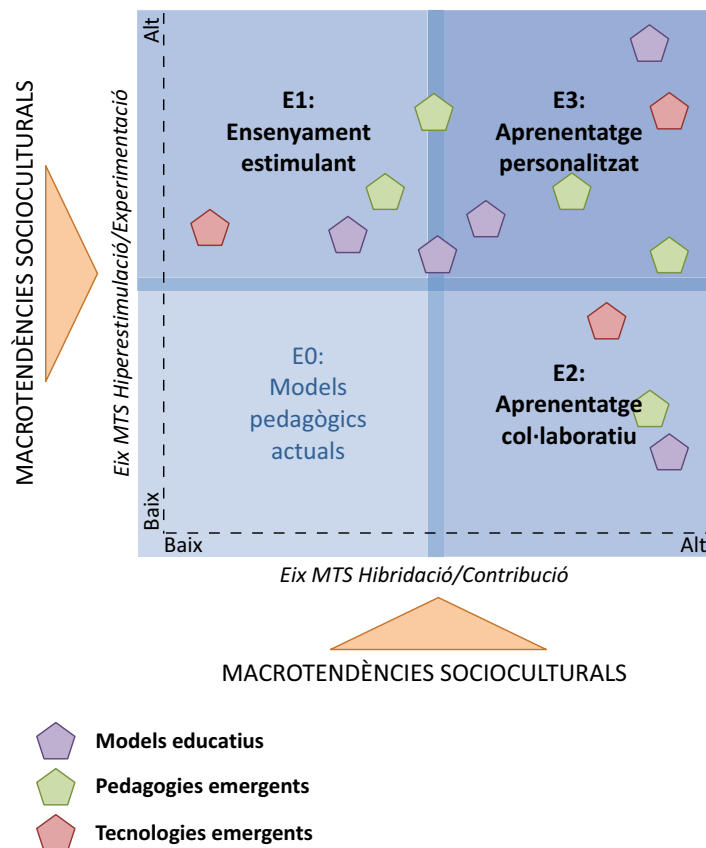 MACROTENDÈNCIES SOCIOCULTURALS
Eix MTS Hiperestimulació/Experimentació
Alt
Baix
E1:
Ensenyament
estimulant
E3:
Aprenentatge
personalitzat
E0:
Models
pedagògics
actuals
E2:
Aprenentatge
col·laboratiu
Baix
Alt
Eix MTS Hibridació/Contribució
MACROTENDÈNCIES SOCIOCULTURALS
Models educatius
Pedagogies emergents
Tecnologies emergents